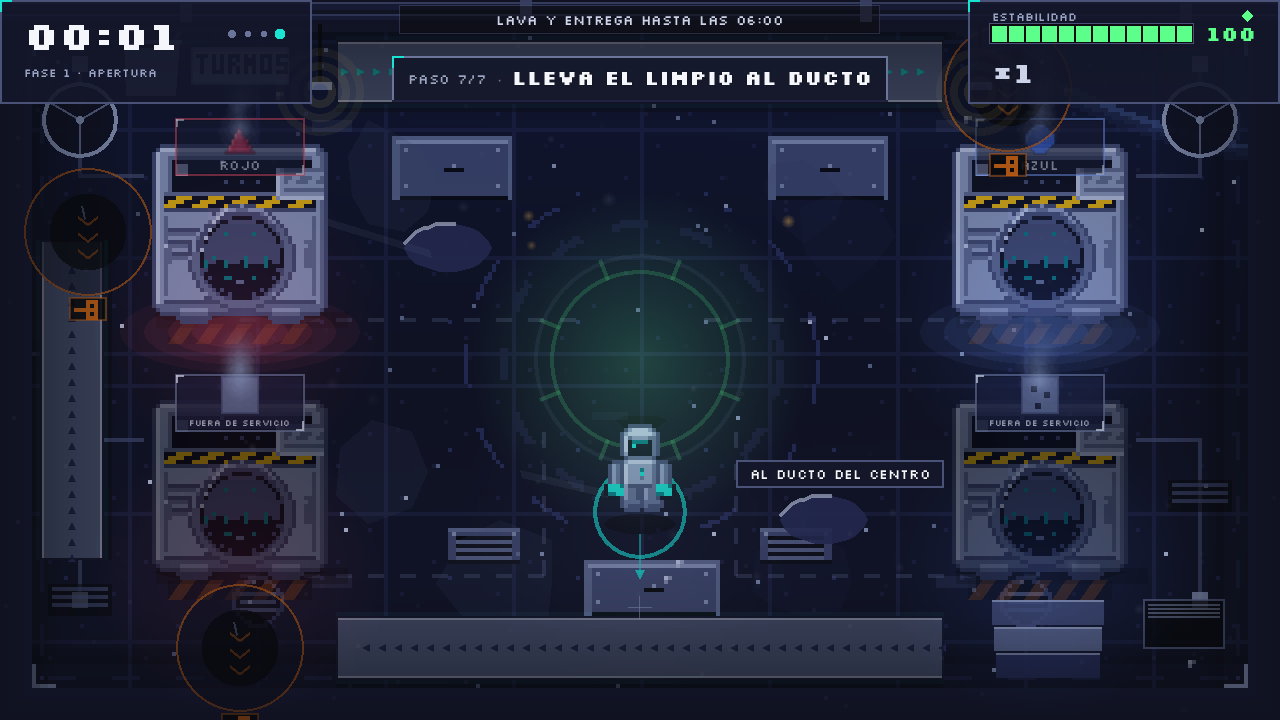 00:01
FASE 1 · APERTURA
TURNOS
LAVA Y ENTREGA HASTA LAS 06:00
PASO 7/7 · LLEVA EL LIMPIO AL DUCTO
ESTABILIDAD
100
×1
ROJO
AZUL
FUERA DE SERVICIO
FUERA DE SERVICIO
AL DUCTO DEL CENTRO